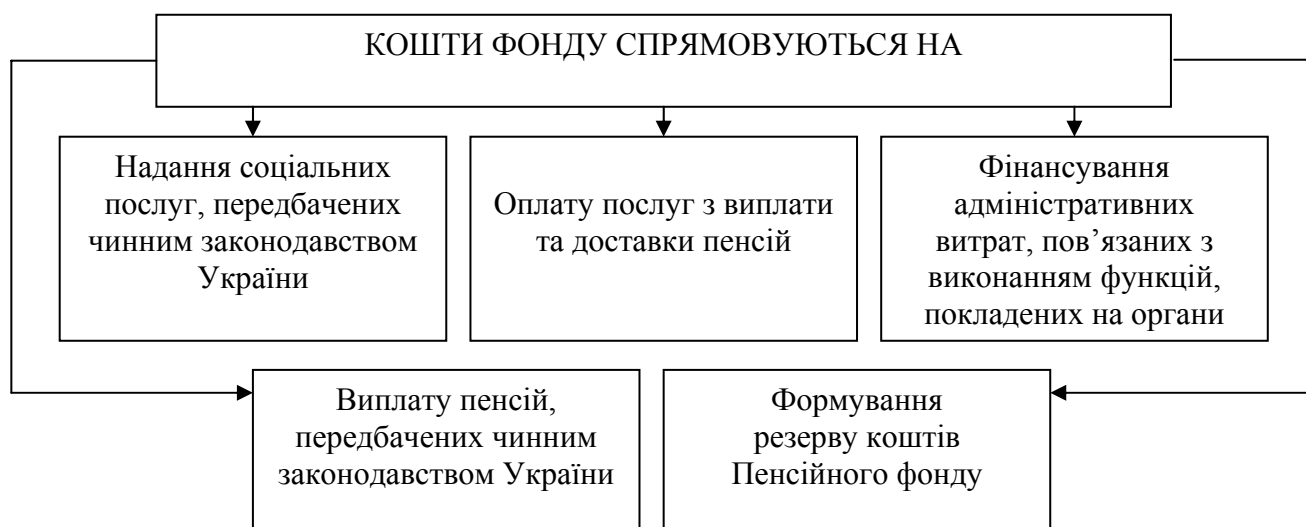 КОШТИ ФОНДУ СПРЯМОВУЮТЬСЯ НА
Надання соціальних
послуг, передбачених
чинним законодавством
України
Оплату послуг з виплати
та доставки пенсій
Фінансування
адміністративних
витрат, пов’язаних з
виконанням функцій,
покладених на органи
Виплату пенсій,
передбачених чинним
законодавством України
Формування
резерву коштів
Пенсійного фонду